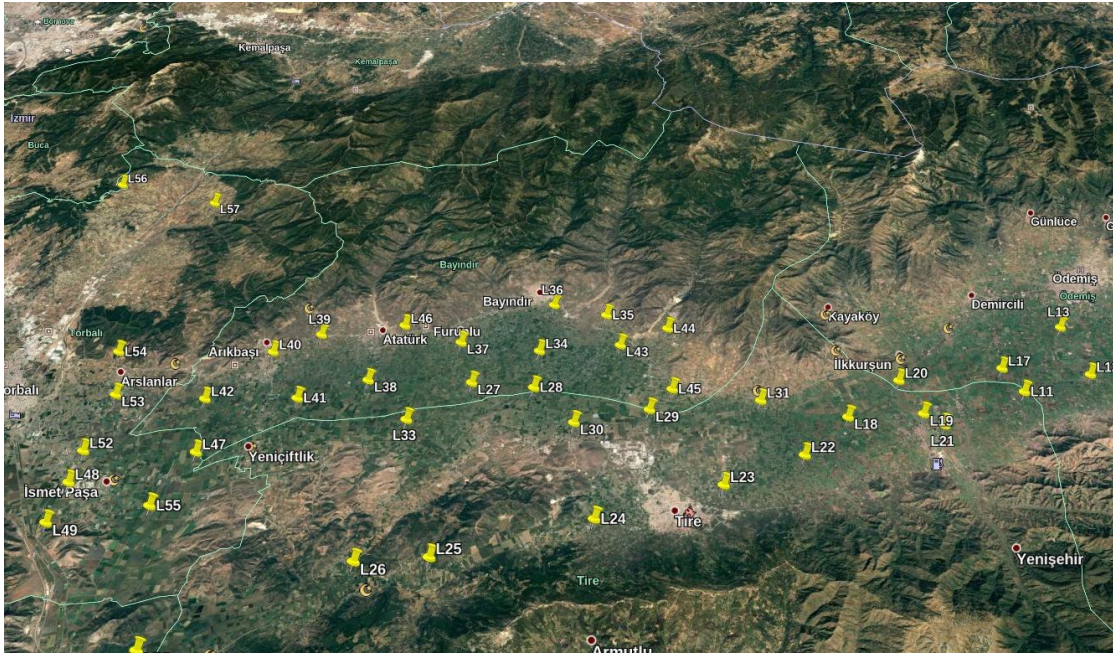 Bornova
Kemalpaşa
Kemalpaşa
İzmir
Buca
L56
L57
Günlüce
G
Bayındır
Ödemiş
Ödemiş
L36
Bayındır
Demircili
L39
L46
L35
Kayaköy
L13
Torbalı
Furunlu
L44
Atatürk
L54
Arıkbaşı
L40
L37
L34
L43
İlkkurşun
L17
L20
Arslanlar
orbalı
L53
L42
L41
L38
L27
L28
L45
L31
L11
L33
L29
L18
L19
L30
L21
L52
L47
Yeniçiftlik
L22
L48
L23
İsmet Paşa
L55
L24
Tire
L49
L25
L26
Yenişehir
Tire
Armutlu